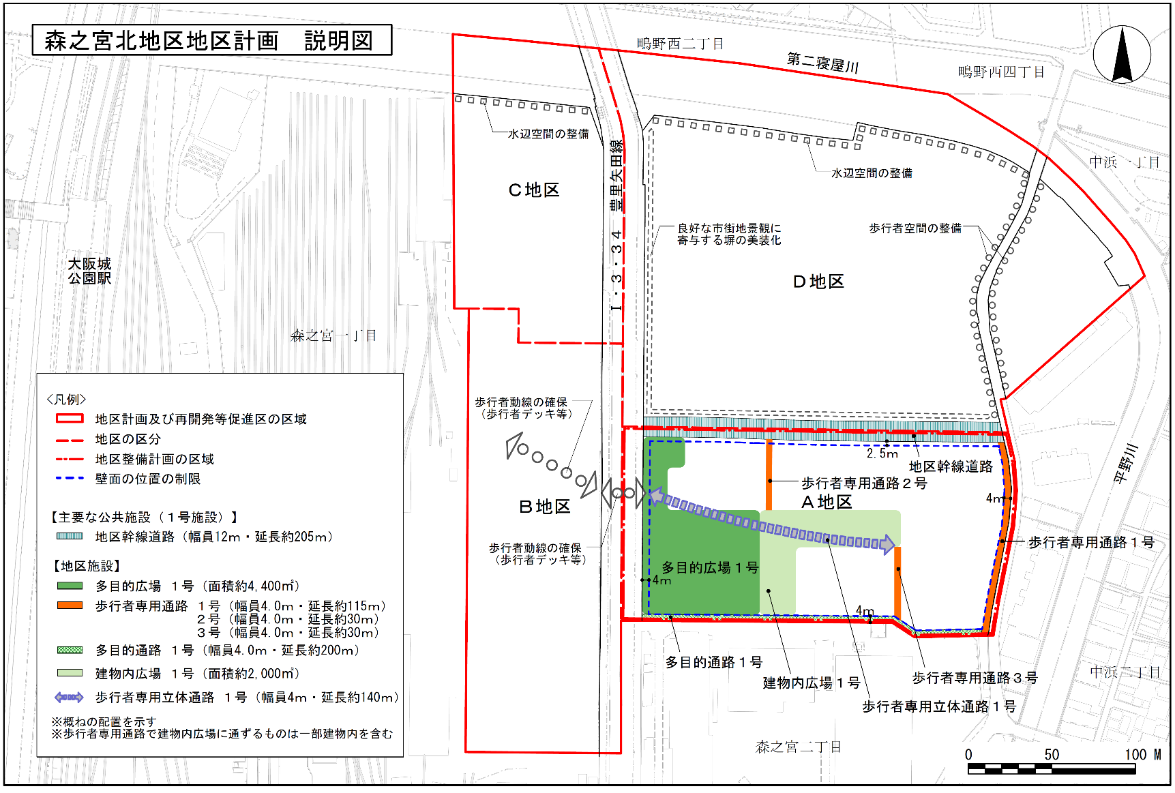 森之宮北地区地区計画　説明図
鴫野西二丁目
第二寝屋川
鴫野西四丁目
中浜一丁目
水辺空間の整備
水辺空間の整備
C地区
豊里矢田線
Ⅰ・3・34
良好な市街地景観に
寄与する塀の美装化
歩行者空間の整備
D地区
大阪城
公園駅
森之宮一丁目
<凡例>
地区計画及び再開発等促進区の区域
地区の区分
地区整備計画の区域
壁面の位置の制限
【主要な公共施設（１号施設）】
地区幹線道路（幅員12m・延長約205m）
【地区施設】
多目的広場　１号（面積約4,400㎡）
歩行者専用通路　１号（幅員4.0m・延長約115m）
２号（幅員4.0m・延長約30m）
３号（幅員4.0m・延長約30m）
多目的通路　１号（幅員4.0m・延長約200m）
建物内広場　１号（面積約2,000㎡）
歩行者専用立体通路　１号（幅員4m・延長約140m）
※概ねの配置を示す
※歩行者専用通路で建物内広場に通ずるものは一部建物内を含む
歩行者動線の確保
（歩行者デッキ等）
B地区
歩行者動線の確保
（歩行者デッキ等）
2.5m
地区幹線道路
歩行者専用通路２号
A地区
4m
歩行者専用通路１号
平野川
多目的広場１号
4m
4m
多目的通路１号
建物内広場１号
歩行者専用通路３号
歩行者専用立体通路１号
中浜二丁目
森之宮二丁目
0 50 100 M